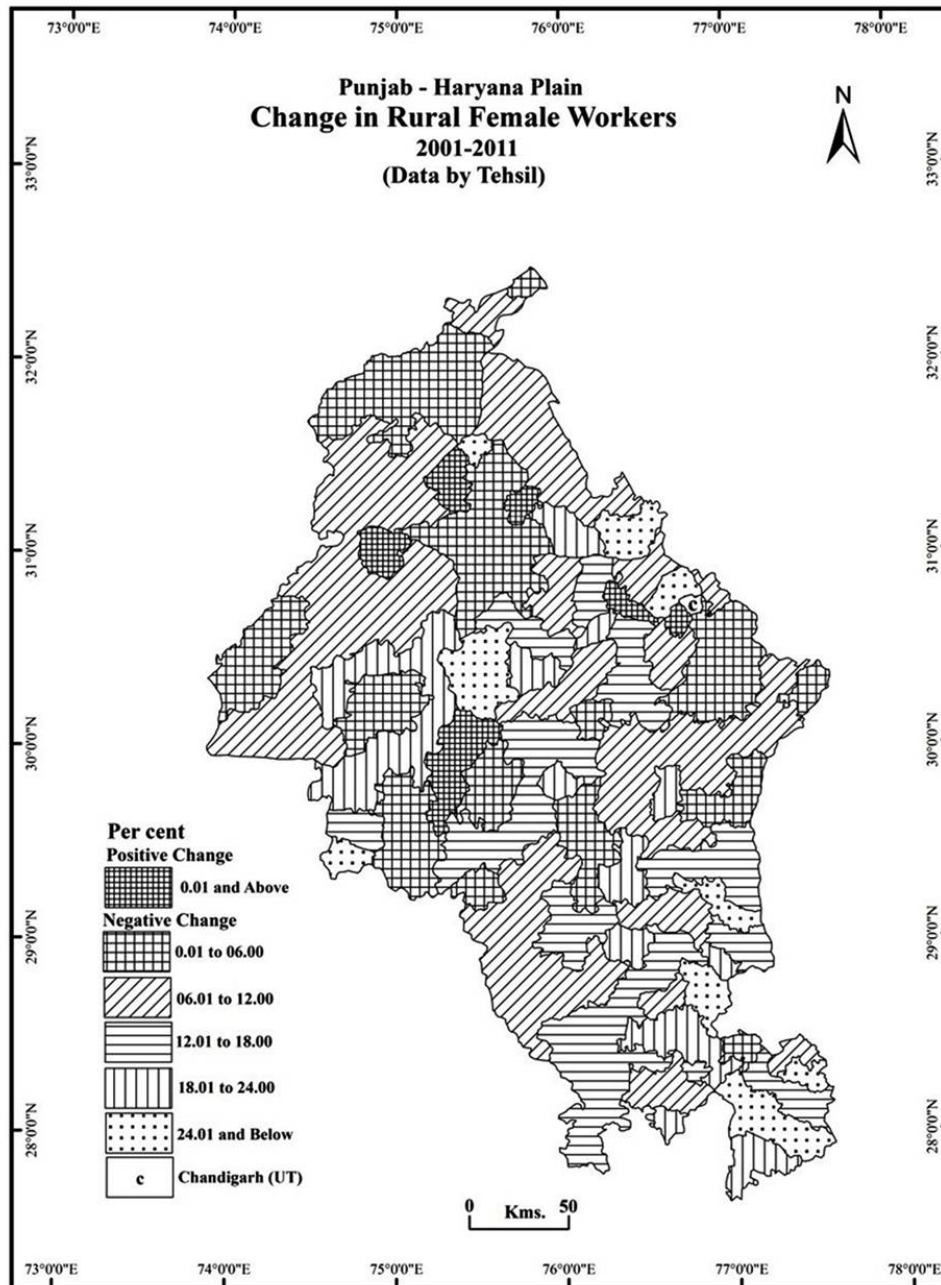 73°0'0"E 74°0'0"E 75°0'0"E 76°0'0"E 77°0'0"E 78°0'0"E
Punjab - Haryana Plain
Change in Rural Female Workers
2001-2011
(Data by Tehsil)
N
33°0'0"N 33°0'0"N
32°0'0"N 32°0'0"N
31°0'0"N 31°0'0"N
c
30°0'0"N 30°0'0"N
Per cent
Positive Change
0.01 and Above
Negative Change
0.01 to 06.00
06.01 to 12.00
12.01 to 18.00
18.01 to 24.00
24.01 and Below
c Chandigarh (UT)
29°0'0"N 29°0'0"N
28°0'0"N 28°0'0"N
0 Kms. 50
73°0'0"E 74°0'0"E 75°0'0"E 76°0'0"E 77°0'0"E 78°0'0"E